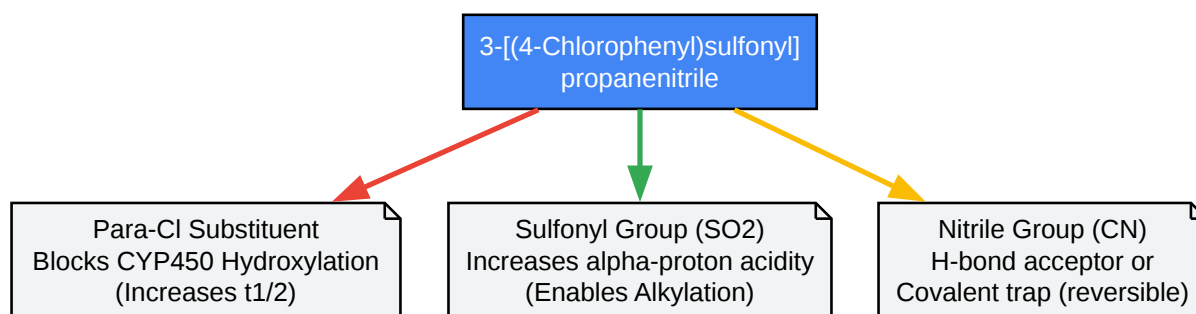 3-[(4-Chlorophenyl)sulfonyl]
propanenitrile
Para-Cl Substituent
Blocks CYP450 Hydroxylation
(Increases t1/2)
Sulfonyl Group (SO2)
Increases alpha-proton acidity
(Enables Alkylation)
Nitrile Group (CN)
H-bond acceptor or
Covalent trap (reversible)